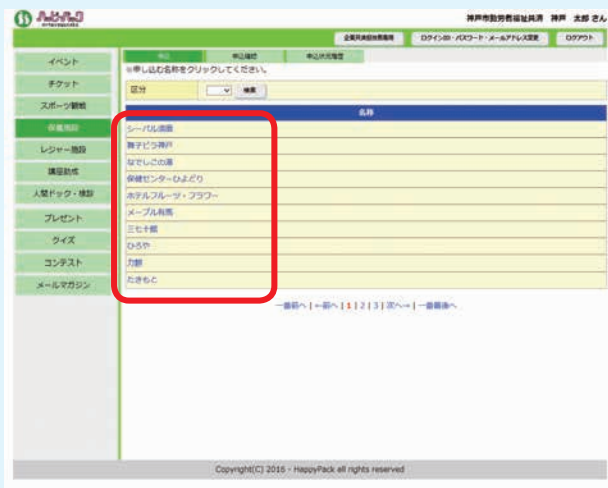 ハッピーパック
神戸市勤労者福祉共済 神戸 太郎 さん
企業共済担当者専用 ログインID・パスワード・メールアドレス変更 ログアウト
イベント
チケット
スポーツ観戦
保養施設
レジャー施設
講座助成
人間ドック・検診
プレゼント
クイズ
コンテスト
メールマガジン
申込 申込確認 申込状況履歴
※申し込む名称をクリックしてください。
区分 検索
名称
シーパル須磨
舞子ビラ神戸
なでしこの湯
保健センターひよどり
ホテルフルーツ・フラワー
メープル有馬
三七十館
ひろや
力餅
たきもと
一番前へ | ←前へ | 1 | 2 | 3 | 次へ→ | 一番最後へ
Copyright(C) 2016 - HappyPack all rights reserved